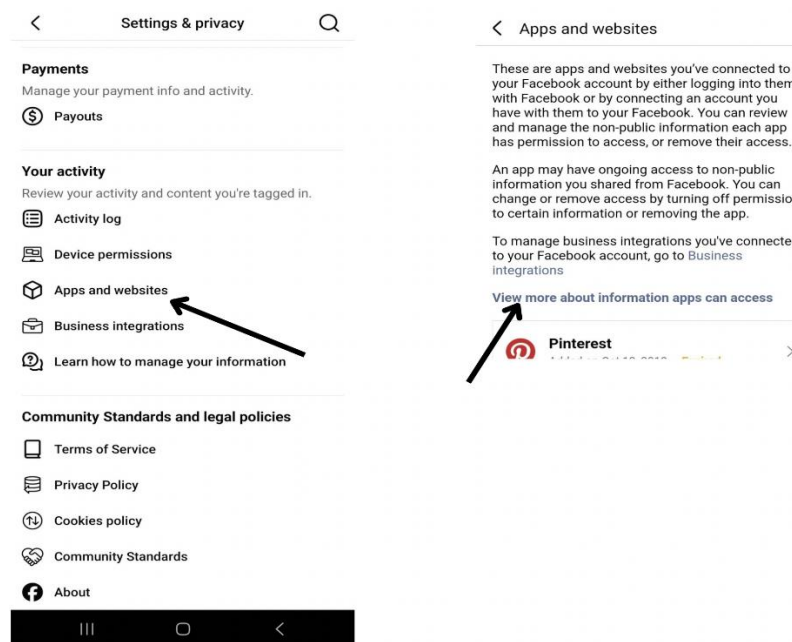 Settings & privacy
Payments
Manage your payment info and activity.
Payouts
Your activity
Review your activity and content you're tagged in.
Activity log
Device permissions
Apps and websites
Business integrations
Learn how to manage your information
Community Standards and legal policies
Terms of Service
Privacy Policy
Cookies policy
Community Standards
About
Apps and websites
These are apps and websites you've connected to
your Facebook account by either logging into them
with Facebook or by connecting an account you
have with them to your Facebook. You can review
and manage the non-public information each app
has permission to access, or remove their access.
An app may have ongoing access to non-public
information you shared from Facebook. You can
change or remove access by turning off permissio
to certain information or removing the app.
To manage business integrations you've connecte
to your Facebook account, go to Business
integrations
View more about information apps can access
Pinterest